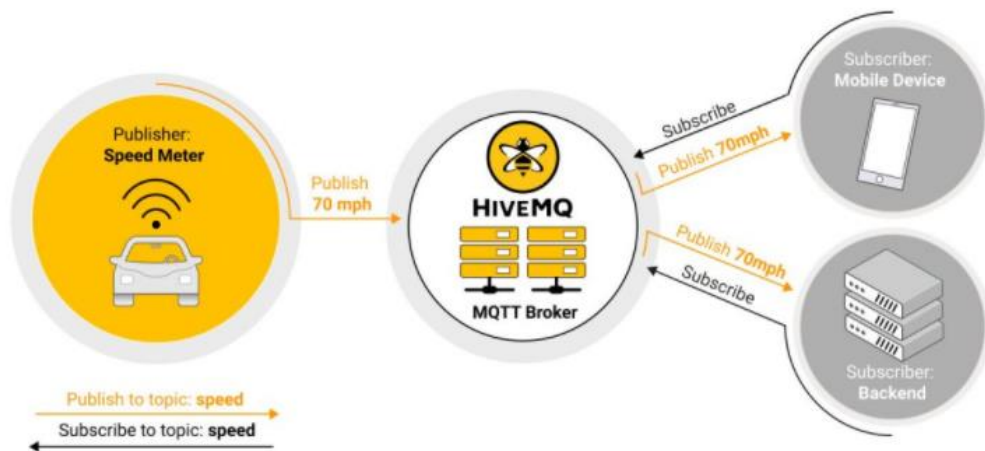 Publisher:
Speed Meter
Publish
70 mph
HIVEMQ
MQTT Broker
Subscribe
Publish 70mph
Subscriber:
Mobile Device
Publish 70mph
Subscribe
Subscriber:
Backend
Publish to topic: speed
Subscribe to topic: speed